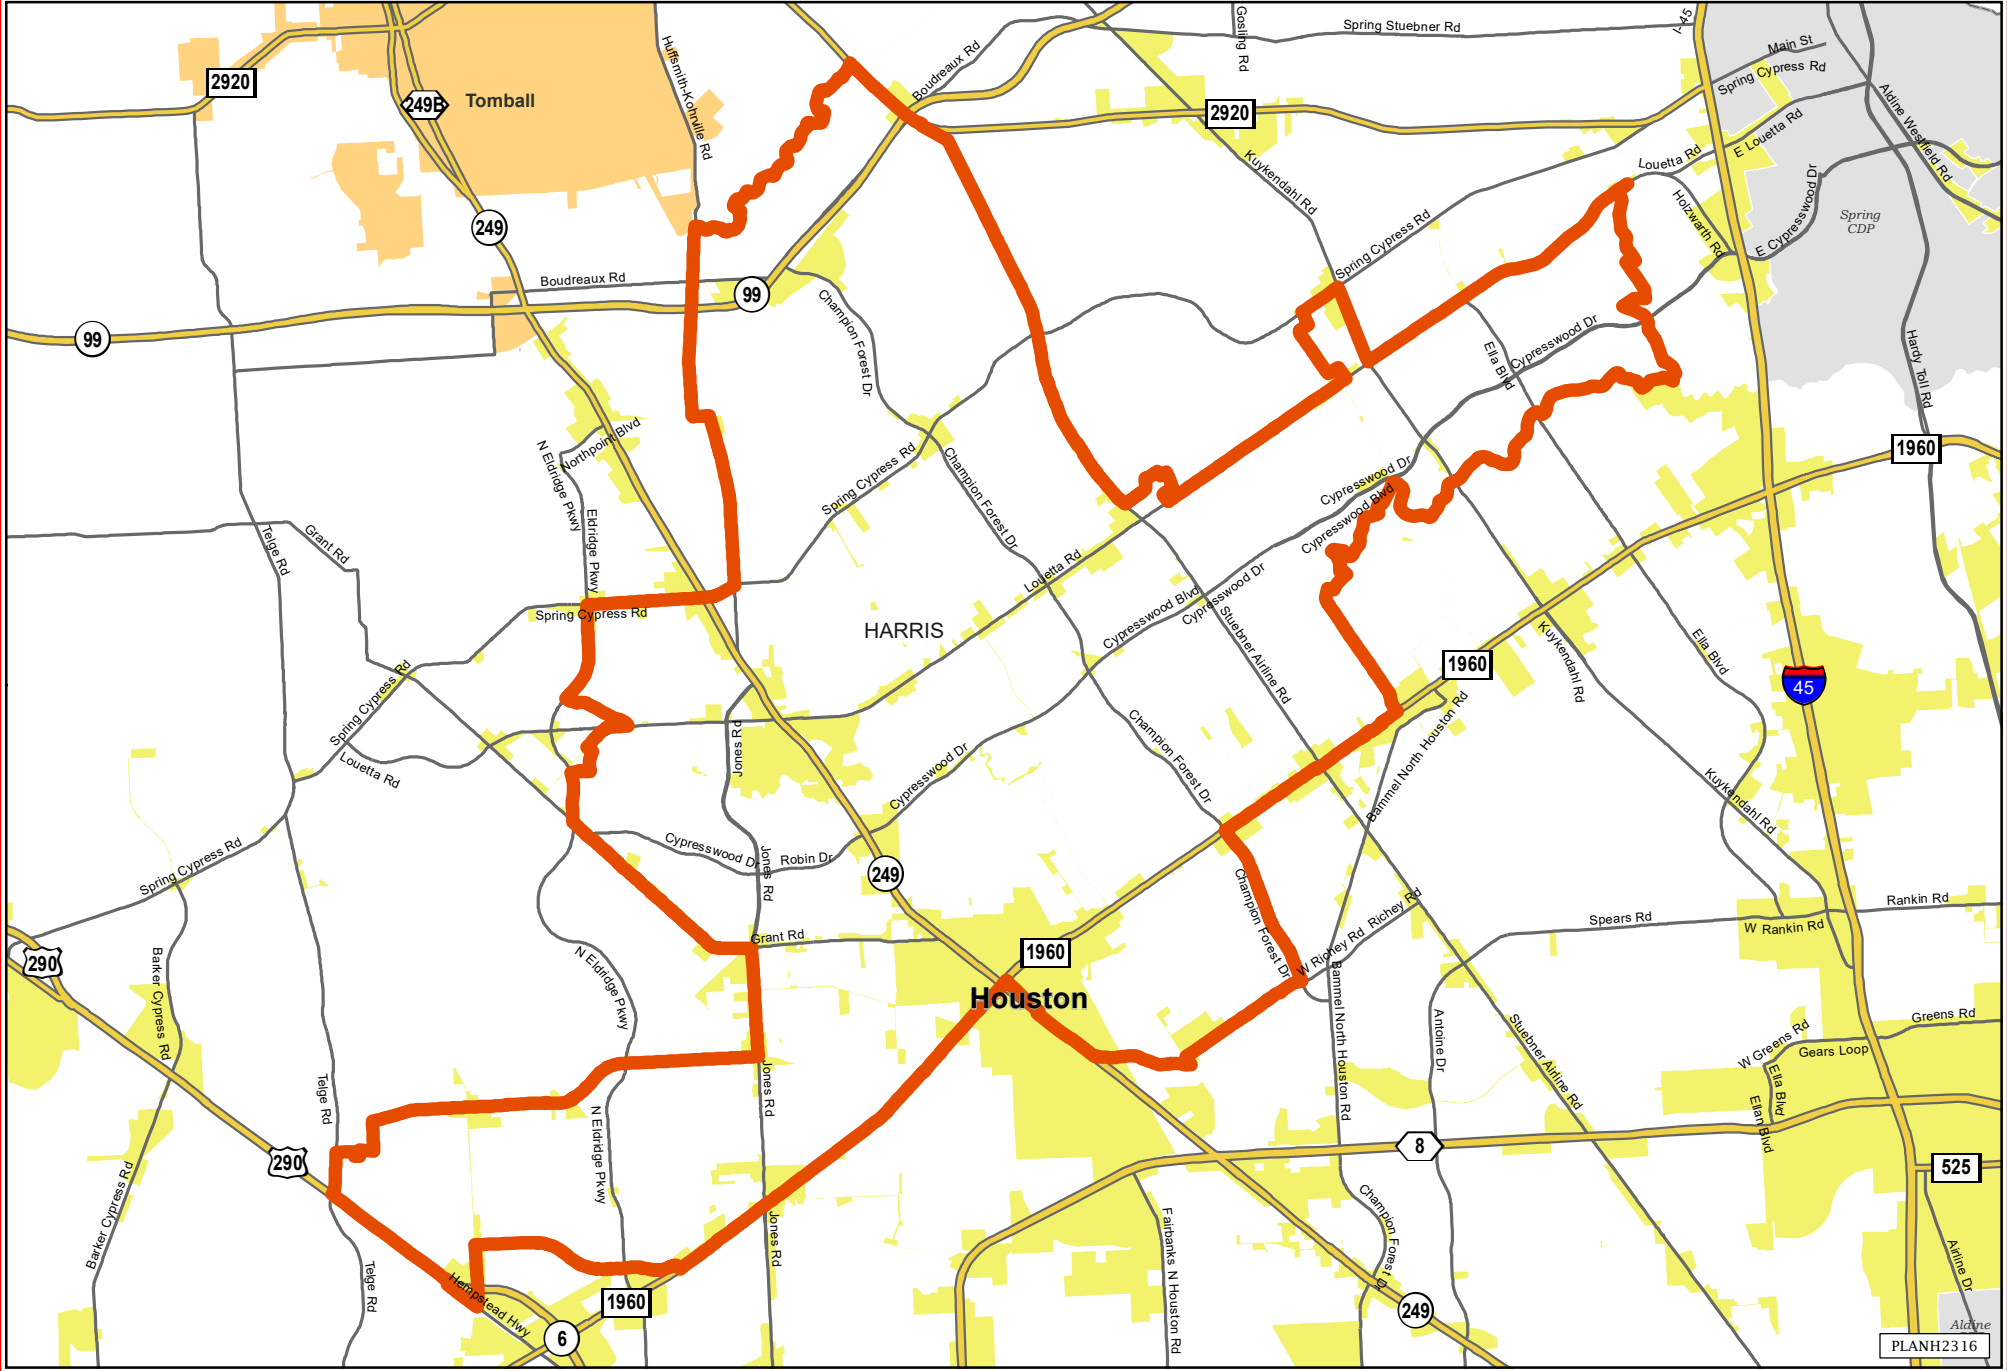 Gosling Rd
Spring Stuebner Rd
I-45
Main St
Spring Cypress Rd
Huffsmith-Kohrville Rd
Boudreaux Rd
2920
249B
Tomball
2920
Aldine Westfield Rd
Kuykendahl Rd
Louetta Rd
E Louetta Rd
249
Spring Cypress Rd
Holzwarth Rd
E Cypresswood Dr
Spring
CDP
Boudreaux Rd
99
99
Champion Forest Dr
Ella Blvd
Cypresswood Dr
Hardy Toll Rd
N Eldridge Pkwy
Northpoint Blvd
Spring Cypress Rd
Champion Forest Dr
Cypresswood Dr
Cypresswood Blvd
1960
Telge Rd
Grant Rd
Eldridge Pkwy
Louetta Rd
Spring Cypress Rd
HARRIS
Cypresswood Blvd
Cypresswood Dr
Stuebner Airline Rd
Kuykendahl Rd
Ella Blvd
1960
45
Spring Cypress Rd
Louetta Rd
Jones Rd
Cypresswood Dr
Champion Forest Dr
Bammel North Houston Rd
Kuykendahl Rd
Spring Cypress Rd
Cypresswood Dr
Robin Dr
Jones Rd
249
Champion Forest Dr
Richey Rd
W Richey Rd
Spears Rd
Rankin Rd
W Rankin Rd
290
Barker Cypress Rd
N Eldridge Pkwy
Grant Rd
1960
Houston
Bammel North Houston Rd
Antoine Dr
Stuebner Airline Rd
Greens Rd
W Greens Rd
Gears Loop
Ella Blvd
Ellan Blvd
Telge Rd
Jones Rd
N Eldridge Pkwy
290
8
525
Barker Cypress Rd
Telge Rd
Hempstead Hwy
Jones Rd
Fairbanks N Houston Rd
Champion Forest Dr
Airline Dr
1960
6
249
Aldine
PLANH2316